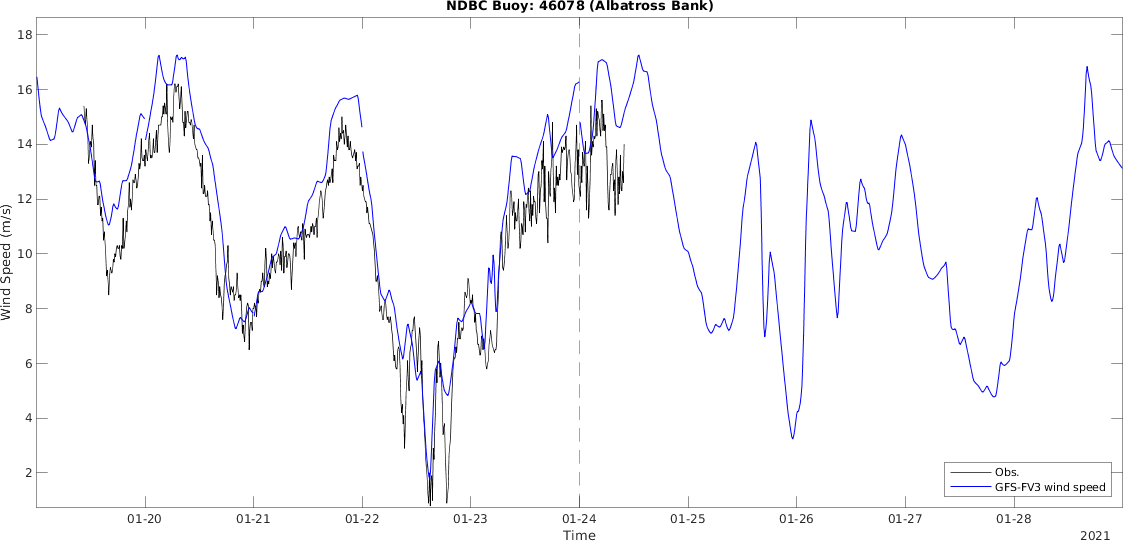 NDBC Buoy: 46078 (Albatross Bank)
Wind Speed (m/s)
18
16
14
12
10
8
6
4
2
Obs.
GFS-FV3 wind speed
01-20 01-21 01-22 01-23 01-24 01-25 01-26 01-27 01-28
Time
2021